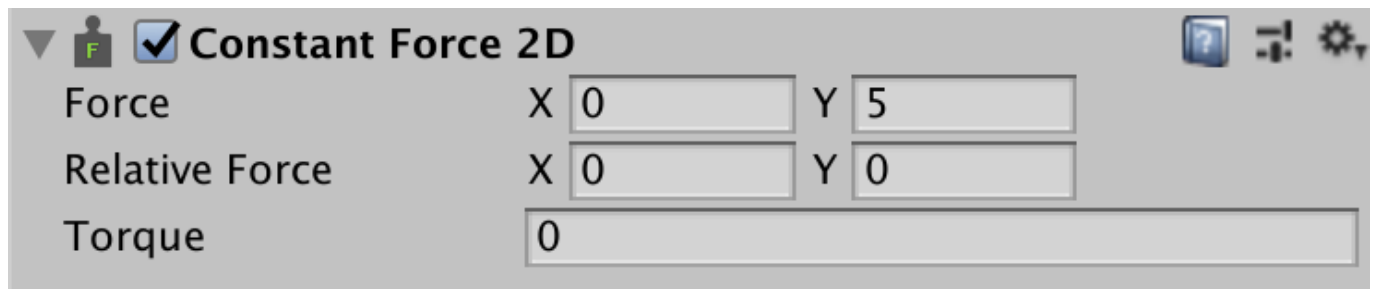 F Constant Force 2D ?
Force X 0 Y 5
Relative Force X 0 Y 0
Torque 0